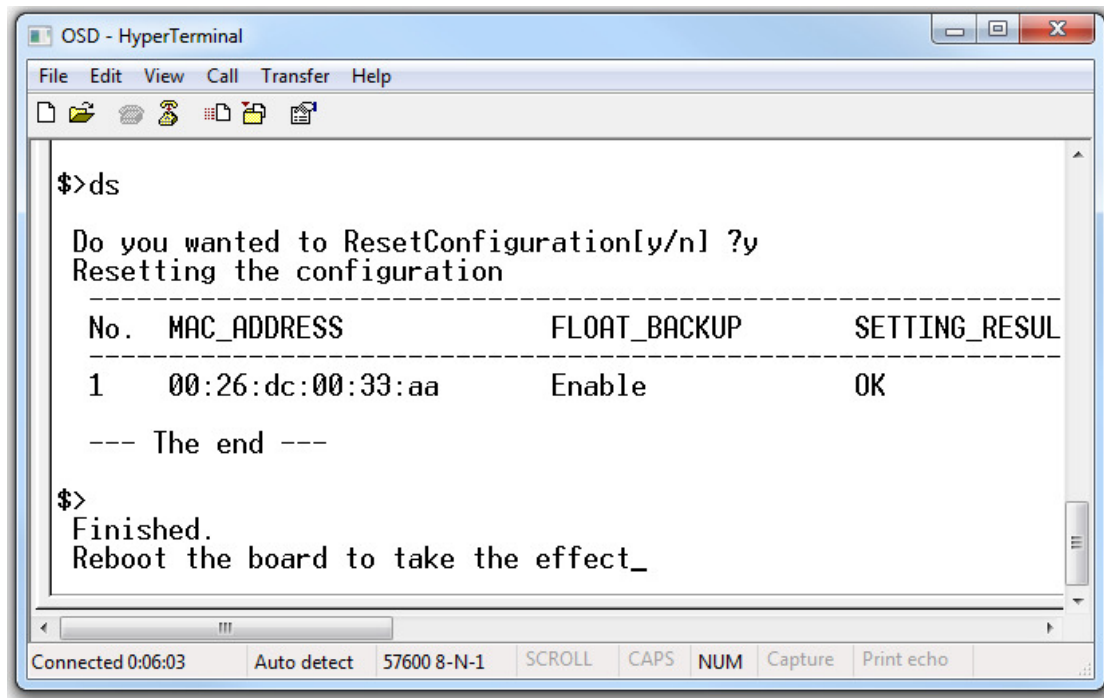 OSD - HyperTerminal
File Edit View Call Transfer Help
$>ds
Do you wanted to ResetConfiguration[y/n] ?y
Resetting the configuration
------------------------------------------------------------
No. MAC_ADDRESS FLOAT_BACKUP SETTING_RESUL
------------------------------------------------------------
1 00:26:dc:00:33:aa Enable OK
--- The end ---
$>
Finished.
Reboot the board to take the effect_
Connected 0:06:03 Auto detect 57600 8-N-1 SCROLL CAPS NUM Capture Print echo